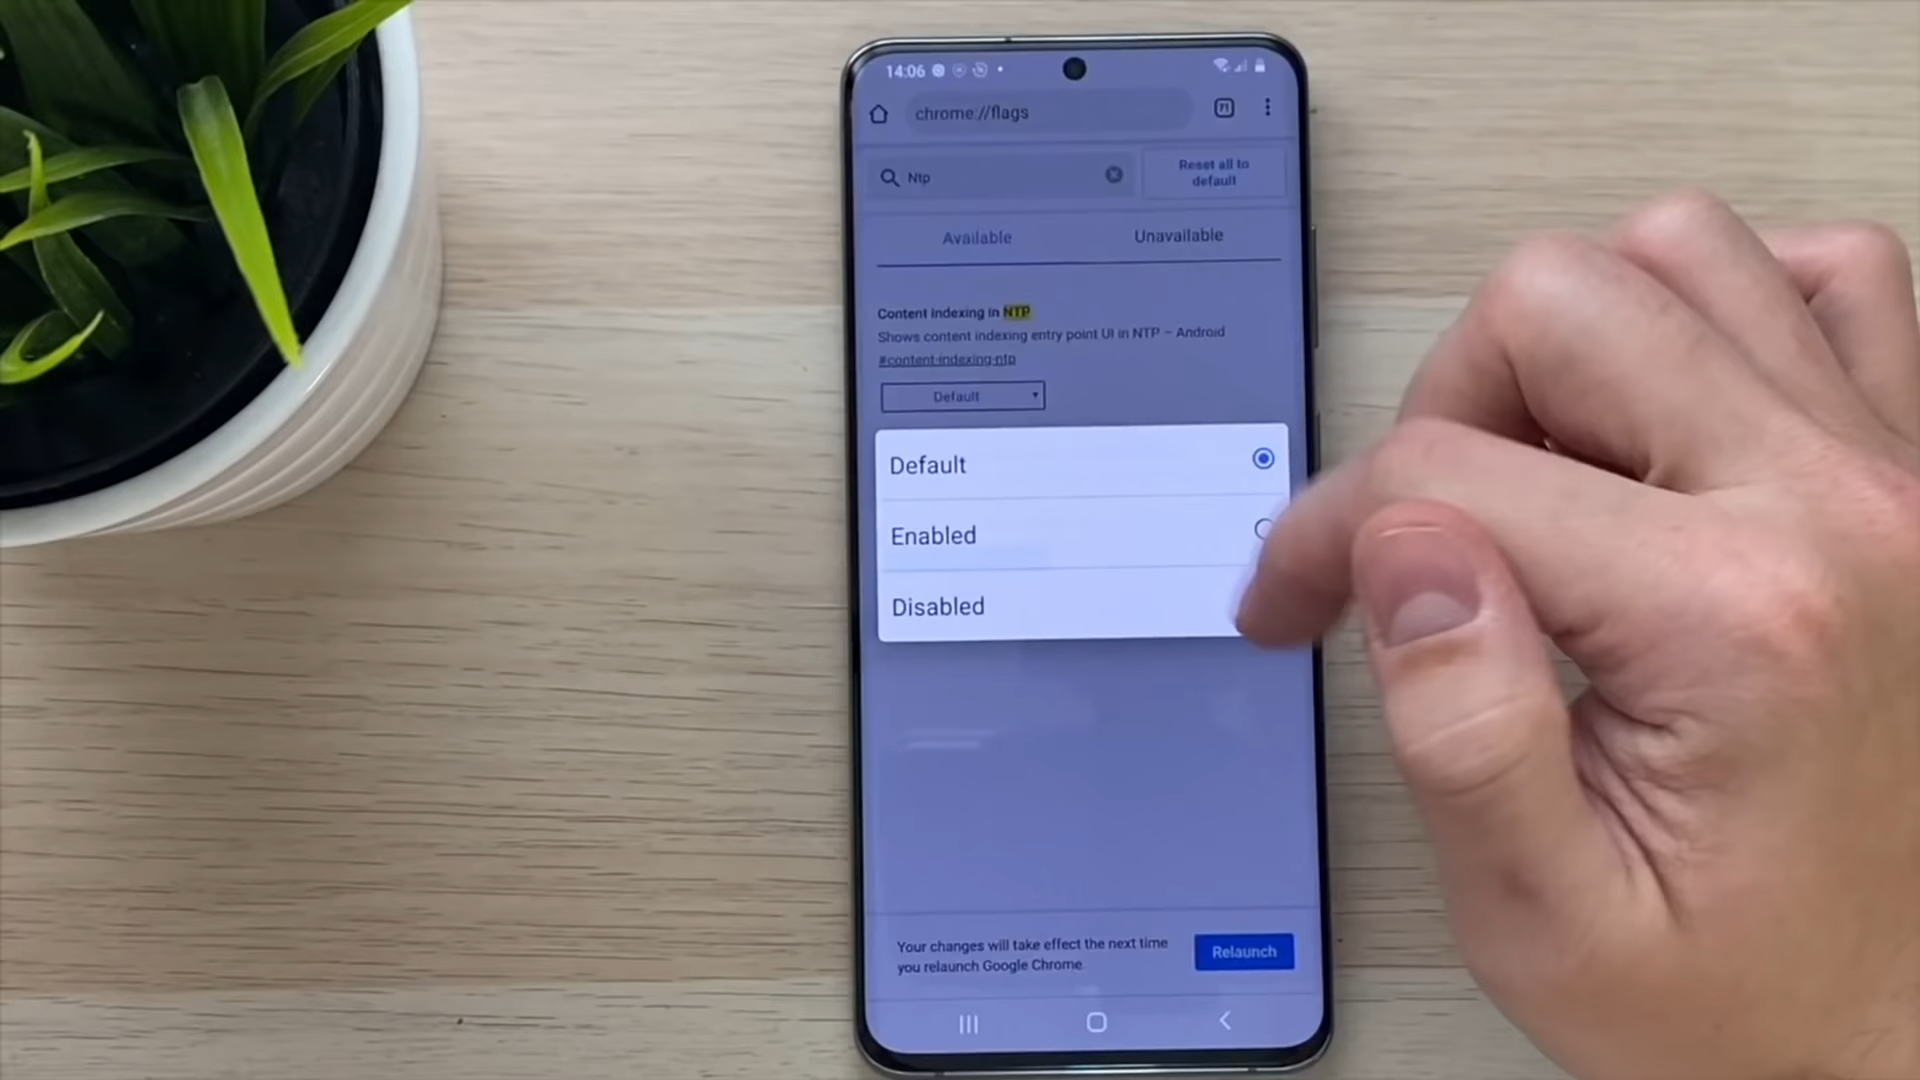 14:06
chrome://flags
71
Ntp
Reset all to
default
Available
Unavailable
Content indexing in NTP
Shows content indexing entry point UI in NTP – Android
#content-indexing-ntp
Default
Default
Enabled
Disabled
Your changes will take effect the next time
you relaunch Google Chrome.
Relaunch